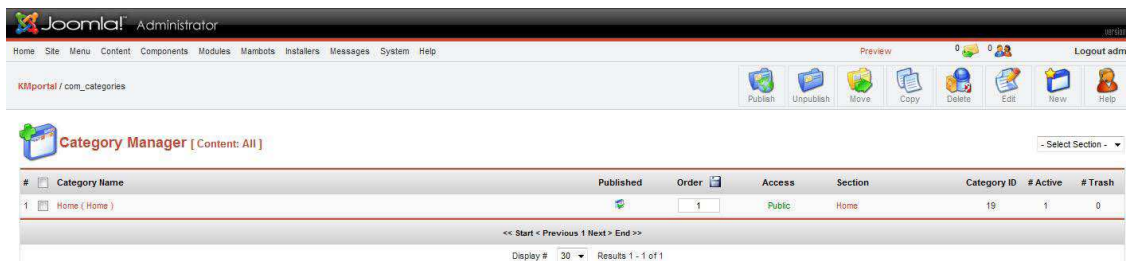 Joomla! Administrator
Home Site Menu Content Components Modules Mambots Installers Messages System Help Preview 0 0 Logout adm
KMportal / com_categories
Publish Unpublish Move Copy Delete Edit New Help
Category Manager [ Content: All ]
- Select Section -
# Category Name Published Order Access Section Category ID # Active # Trash
1 Home ( Home ) 1 Public Home 19 1 0
<< Start < Previous 1 Next > End >>
Display # 30 Results 1 - 1 of 1